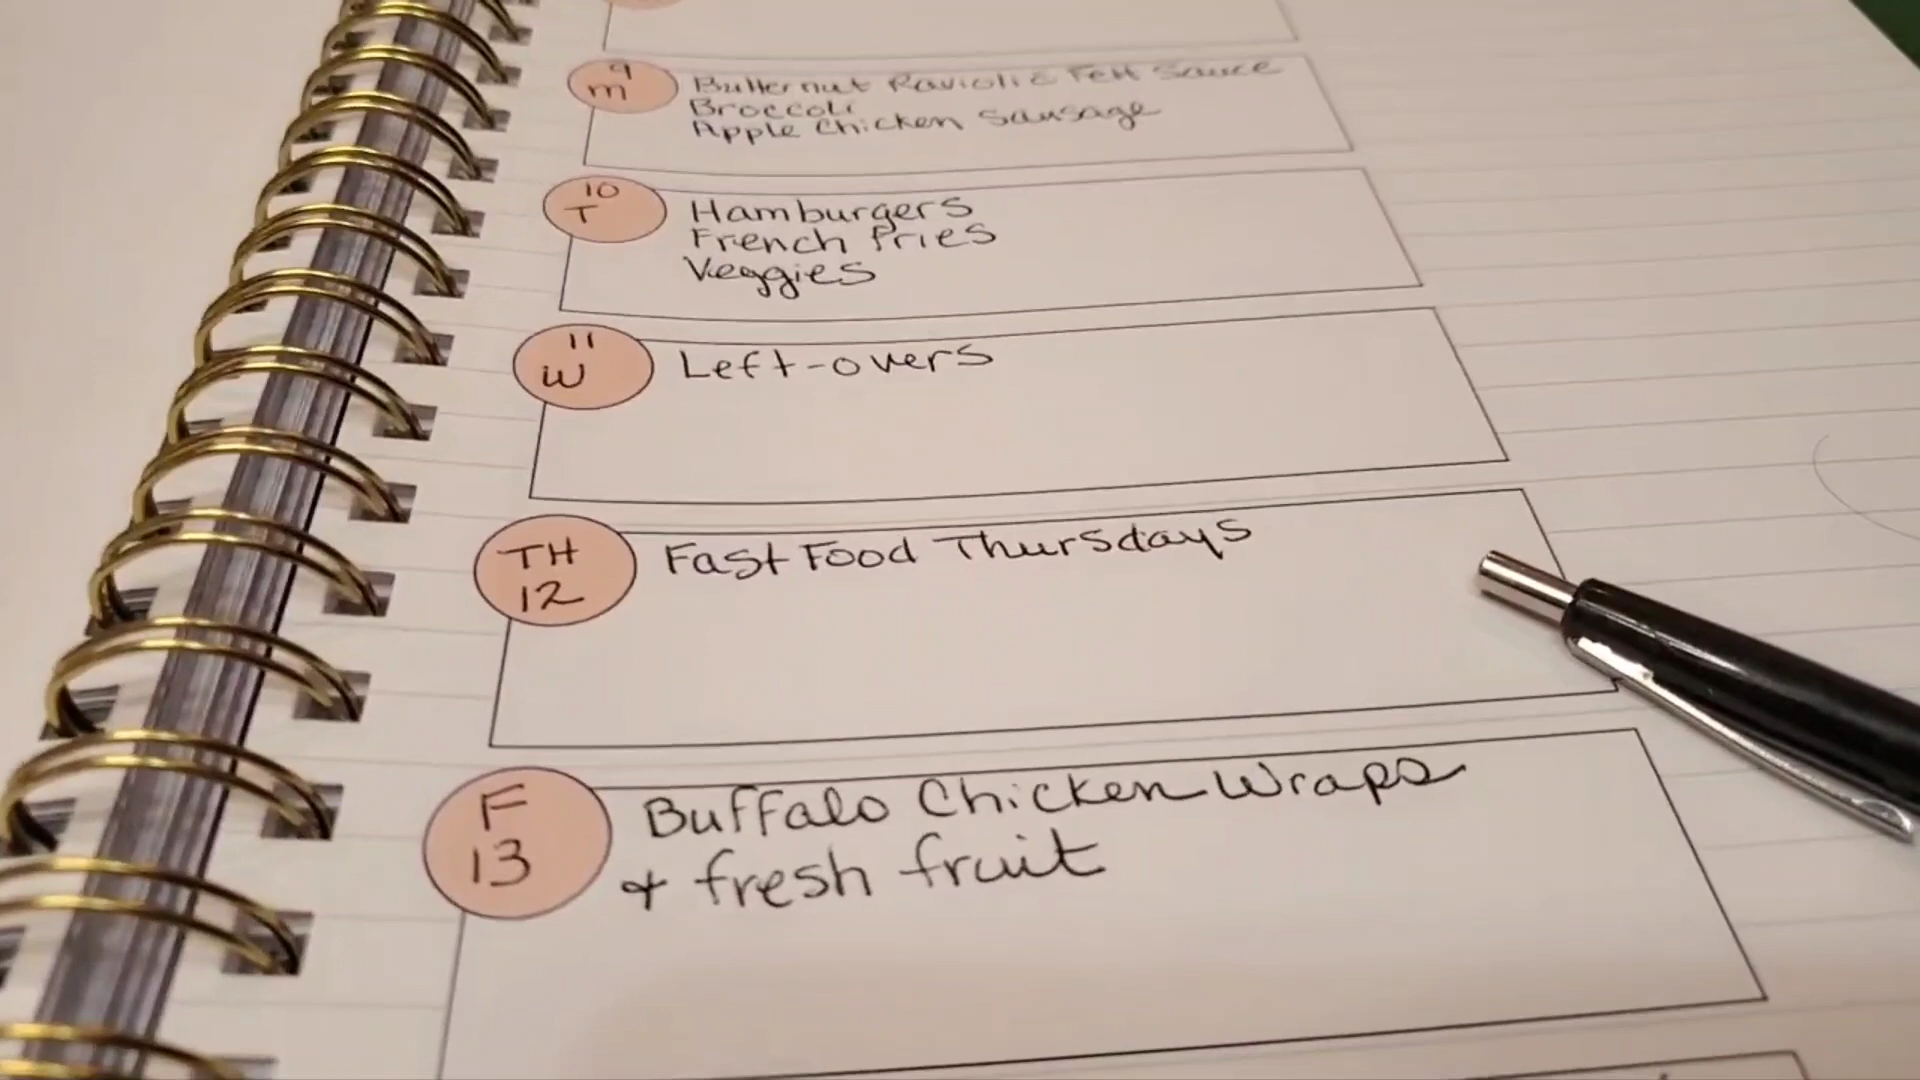 9
M
Butternut Ravioli & Fett Sauce
Broccoli
Apple Chicken Sausage
10
T
Hamburgers
French Fries
Veggies
11
W
Left-overs
TH
12
Fast Food Thursdays
F
13
Buffalo Chicken Wraps
& fresh fruit